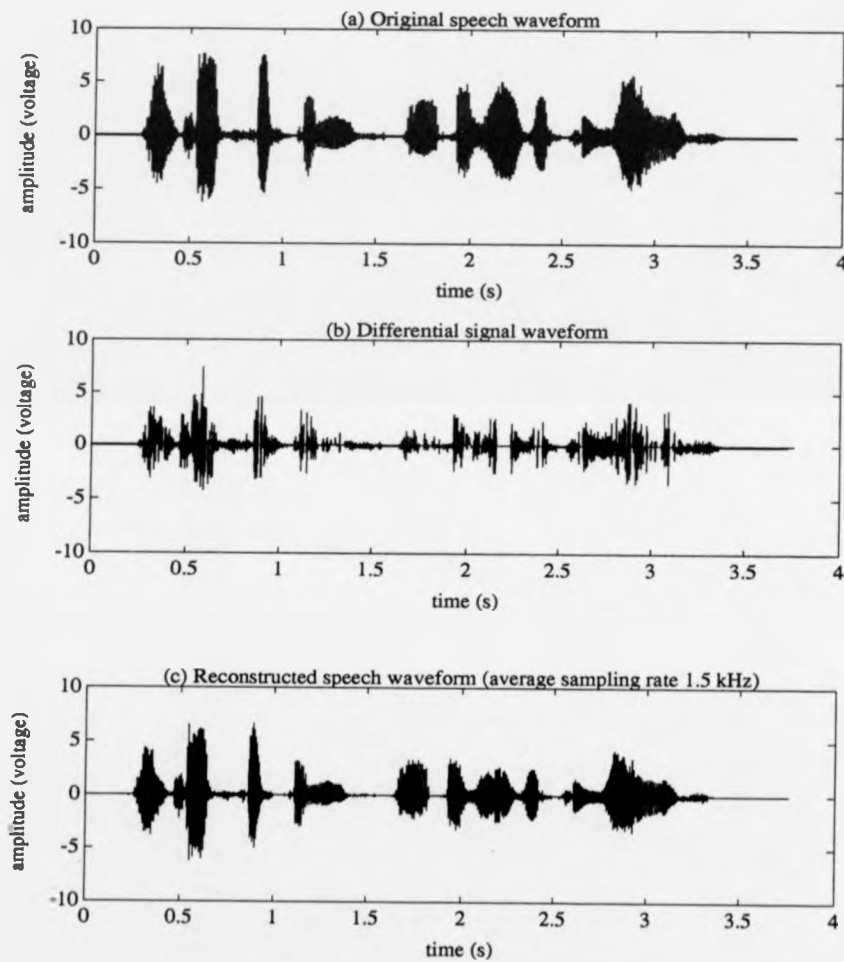 (a) Original speech waveform
10
5
0
-5
-10
amplitude (voltage)
0 0.5 1 1.5 2 2.5 3 3.5 4
time (s)
(b) Differential signal waveform
10
5
0
-5
-10
amplitude (voltage)
0 0.5 1 1.5 2 2.5 3 3.5 4
time (s)
(c) Reconstructed speech waveform (average sampling rate 1.5 kHz)
10
5
0
-5
-10
amplitude (voltage)
0 0.5 1 1.5 2 2.5 3 3.5 4
time (s)